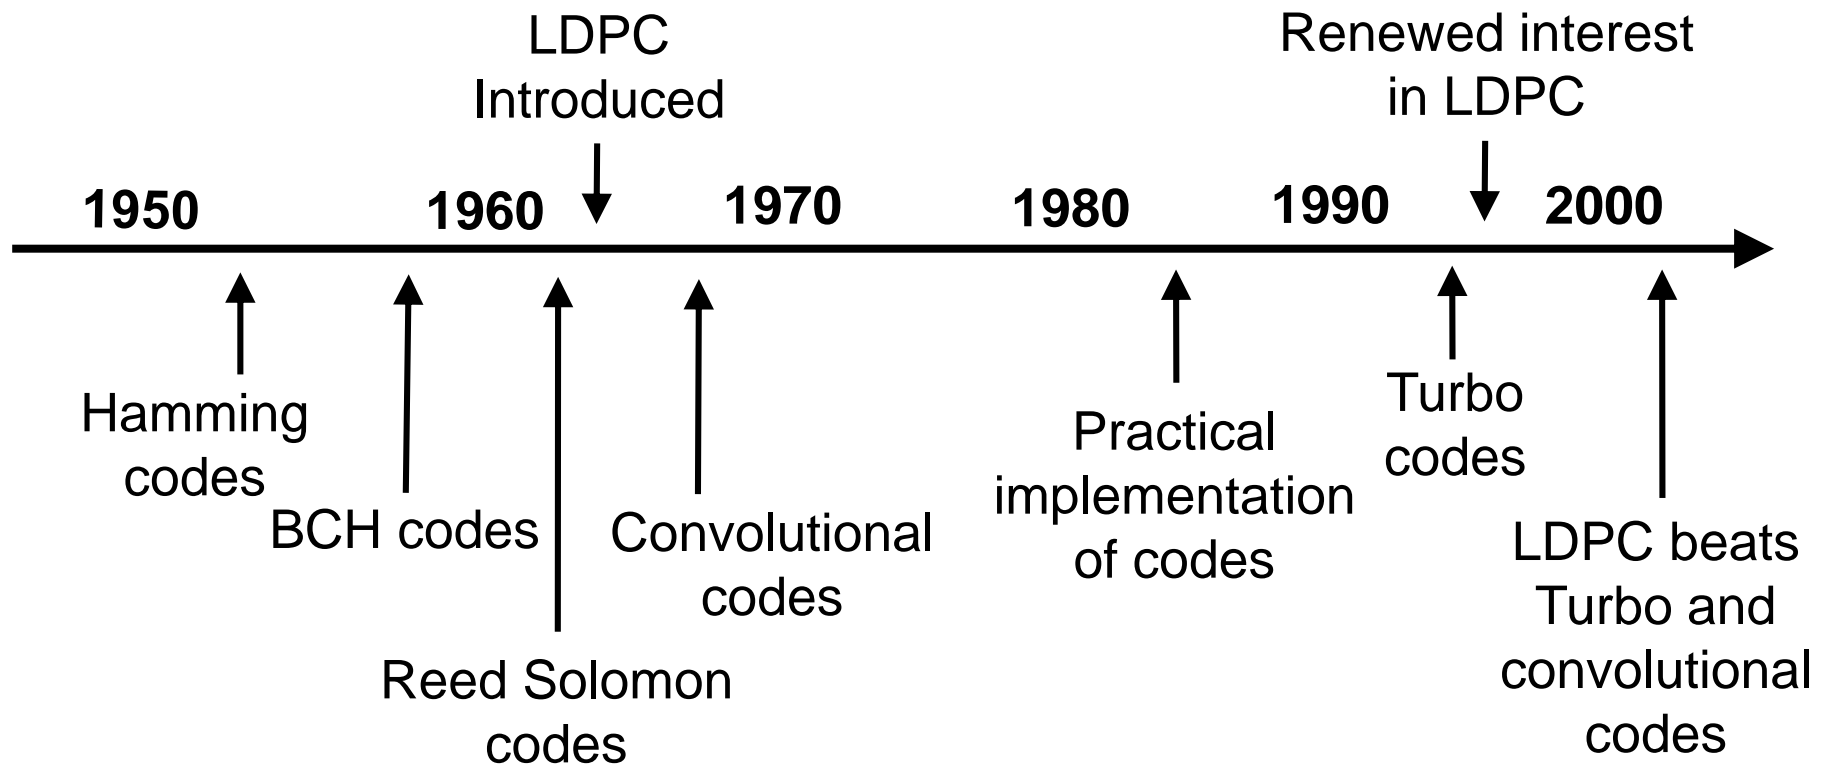 LDPC
Introduced
Renewed interest
in LDPC
1950 1960 1970 1980 1990 2000
Hamming
codes
BCH codes
Reed Solomon
codes
Convolutional
codes
Practical
implementation
of codes
Turbo
codes
LDPC beats
Turbo and
convolutional
codes